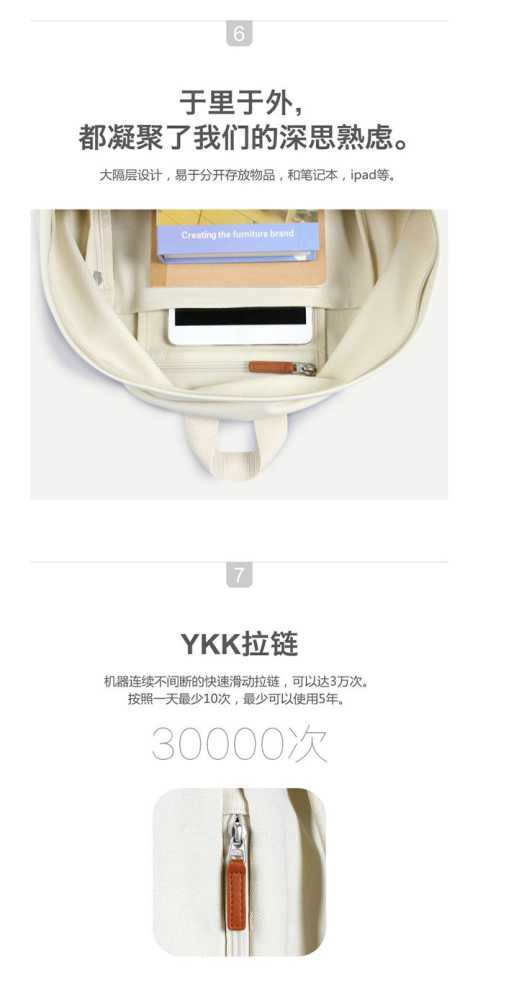 6
于里于外，
都凝聚了我们的深思熟虑。
大隔层设计，易于分开存放物品，和笔记本，ipad等。
Creating the furniture brand
7
YKK拉链
机器连续不间断的快速滑动拉链，可以达3万次。
按照一天最少10次，最少可以使用5年。
30000次